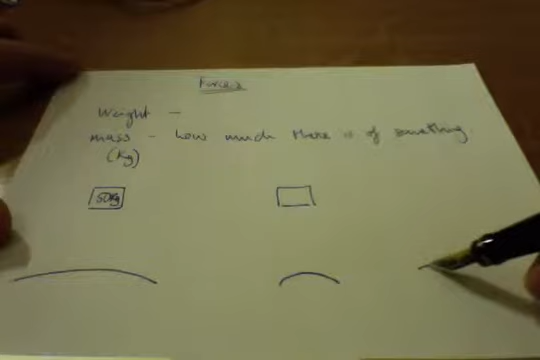 Forces
Weight -
mass - how much there is of something
(Kg)
50Kg